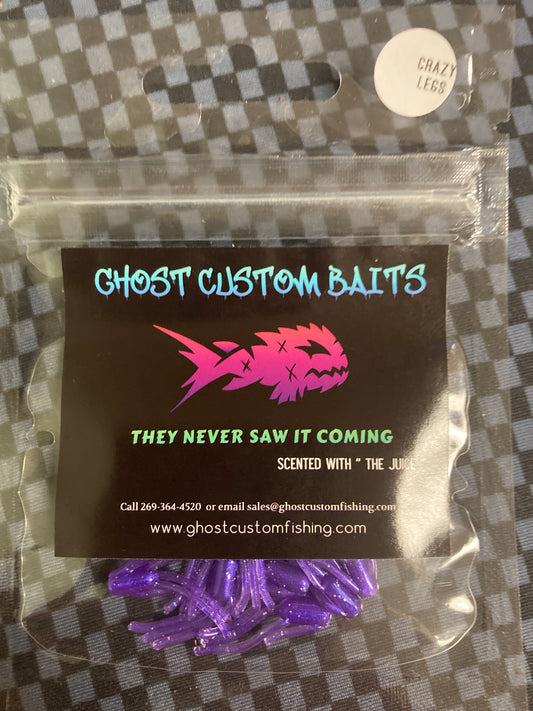 CRAZY
LEGS
GHOST CUSTOM BAITS
THEY NEVER SAW IT COMING
SCENTED WITH " THE JUICE
Call 269-364-4520 or email sales@ghostcustomfishing.com
www.ghostcustomfishing.com